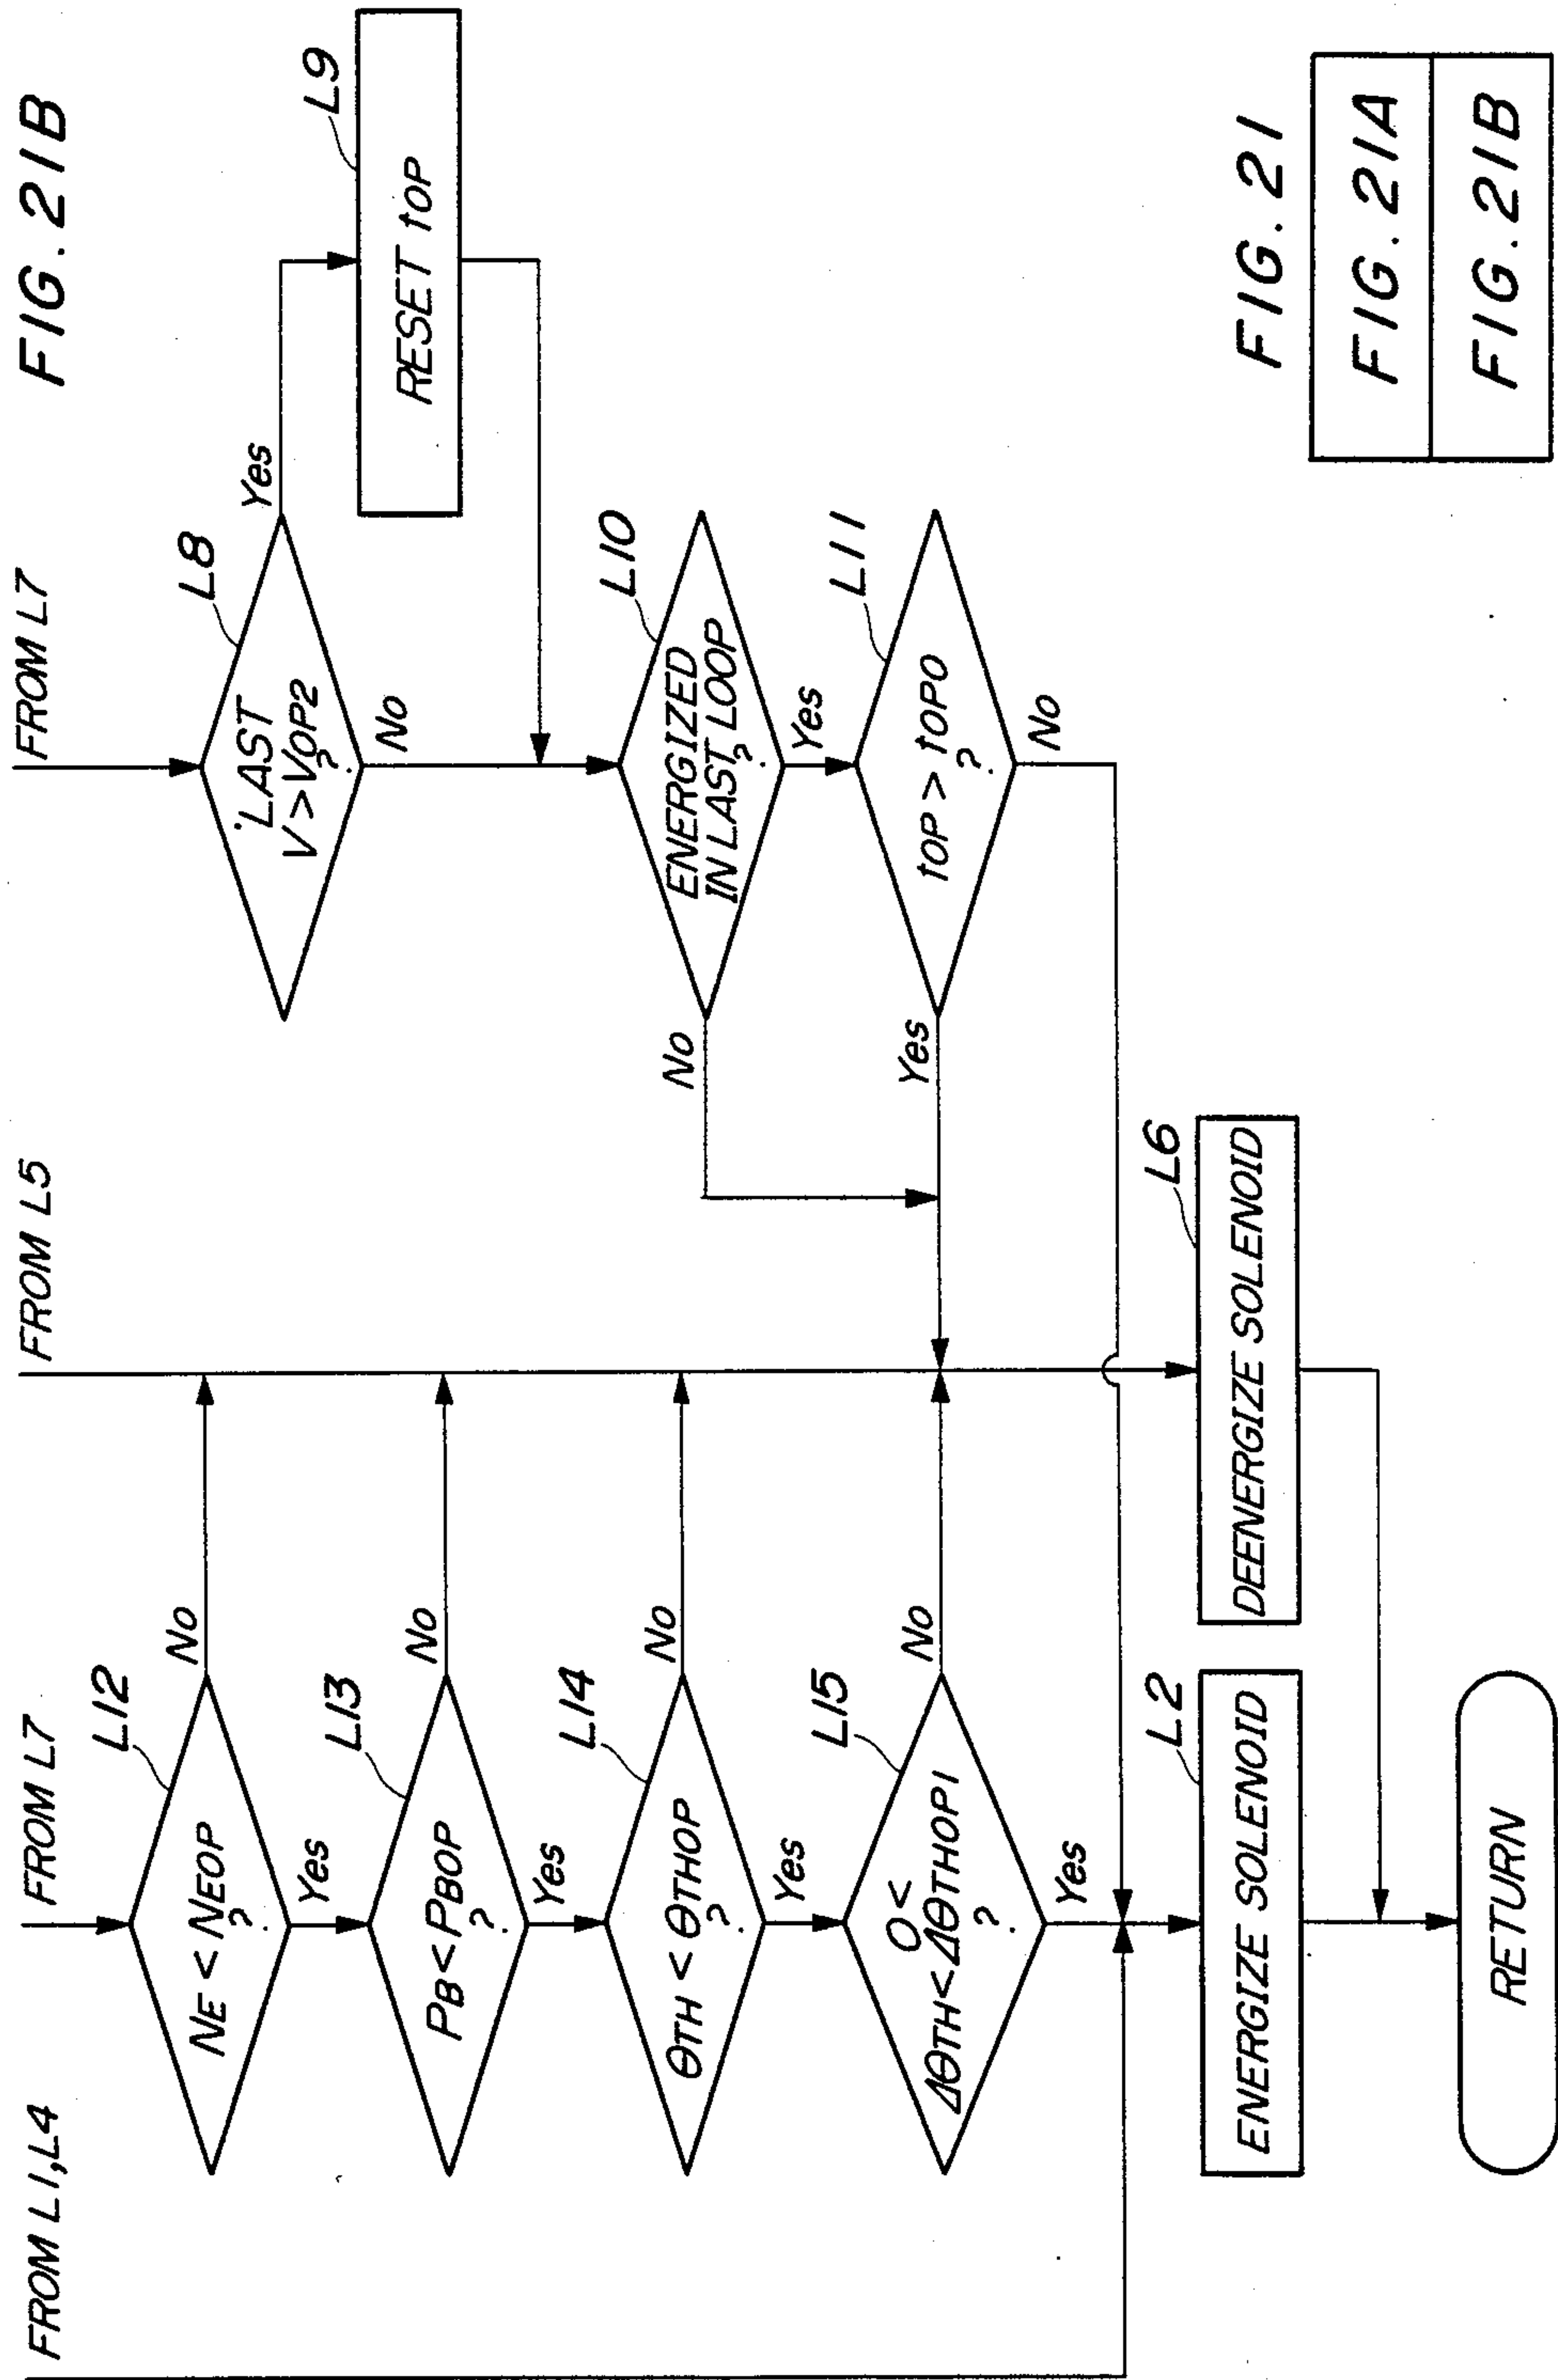 FIG. 21B
FROM L1, L4
FROM L7
FROM L5
FROM L7
L12
NE < NEOP
?
No
Yes
L13
PB < PBOP
?
No
Yes
L14
θTH < θTHOP
?
No
Yes
L15
0 <
ΔθTH < ΔθTHOP1
?
No
Yes
L2
ENERGIZE SOLENOID
L6
DEENERGIZE SOLENOID
RETURN
L8
LAST
V > VOP2
?
Yes
No
L9
RESET tOP
L10
ENERGIZED
IN LAST LOOP
?
No
Yes
L11
tOP > tOPO
?
Yes
No
FIG. 21
FIG. 21A
FIG. 21B